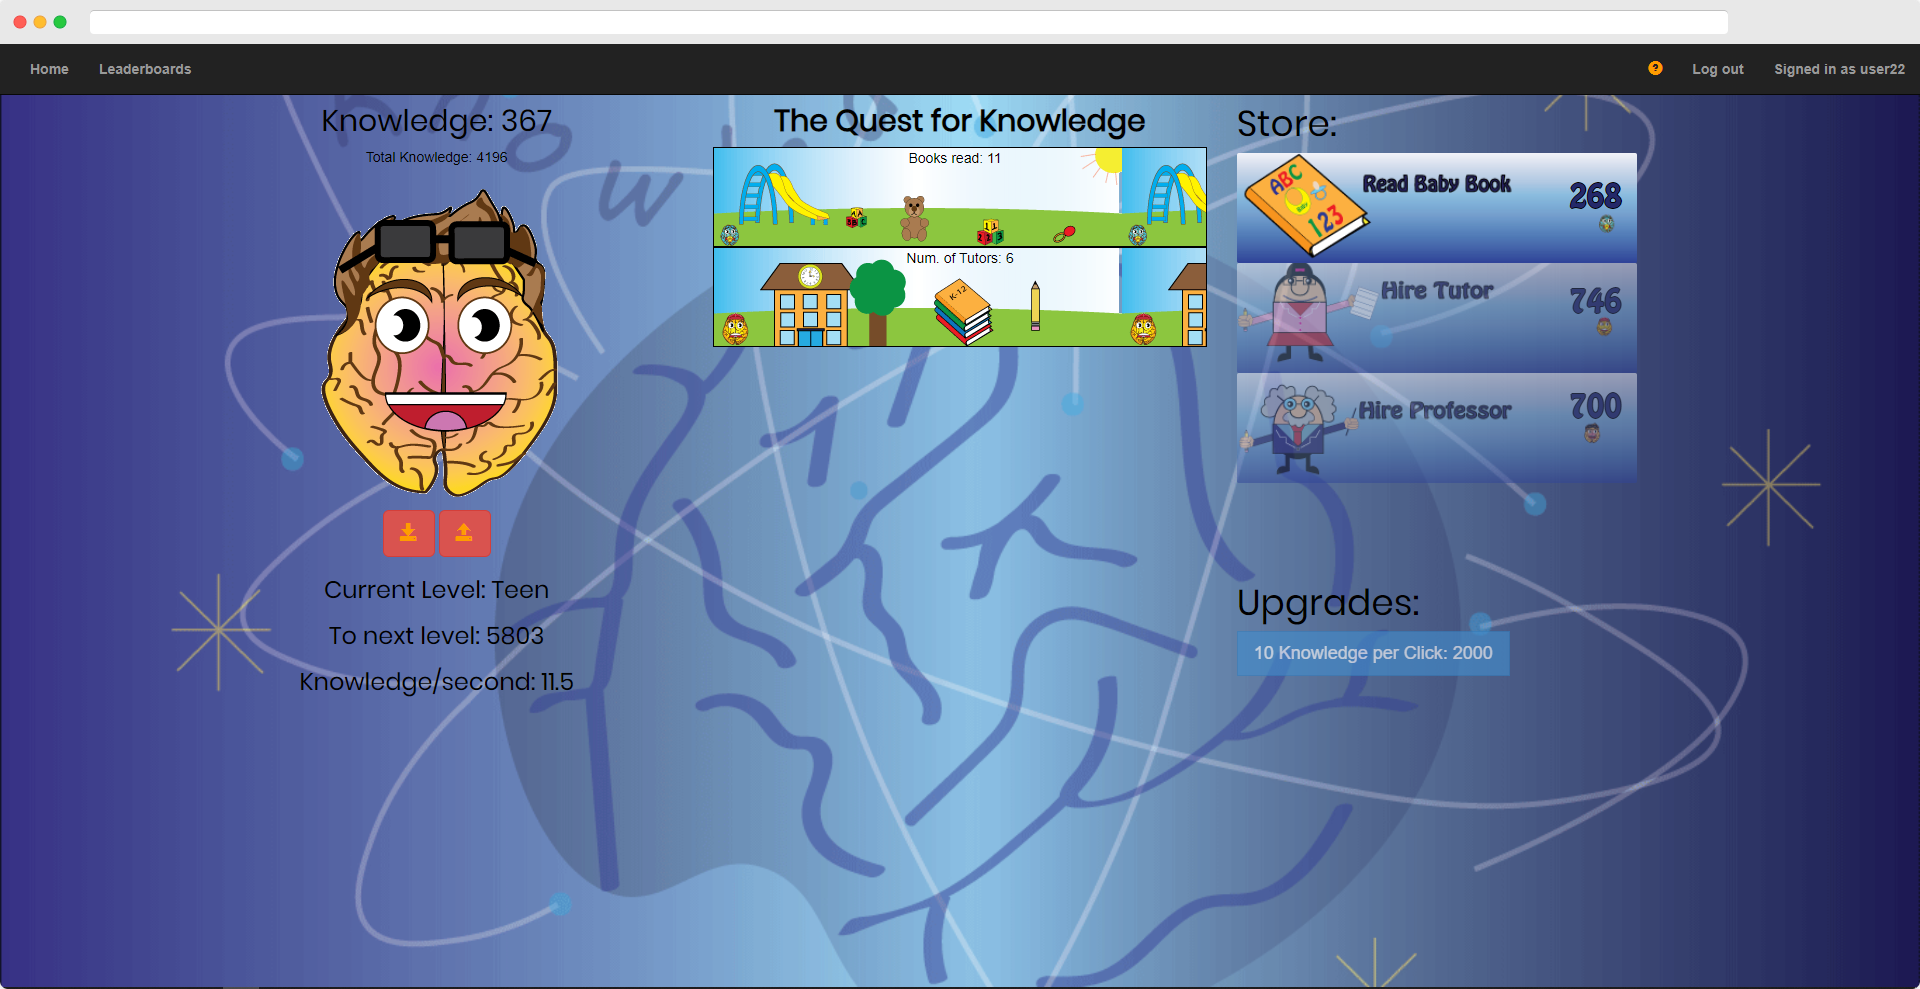 Home
Leaderboards
?
Log out
Signed in as user22
Knowledge: 367
Total Knowledge: 4196
Current Level: Teen
To next level: 5803
Knowledge/second: 11.5
The Quest for Knowledge
Books read: 11
Num. of Tutors: 6
K-12
Store:
ABC
123
Read Baby Book
268
Hire Tutor
746
Hire Professor
700
Upgrades:
10 Knowledge per Click: 2000